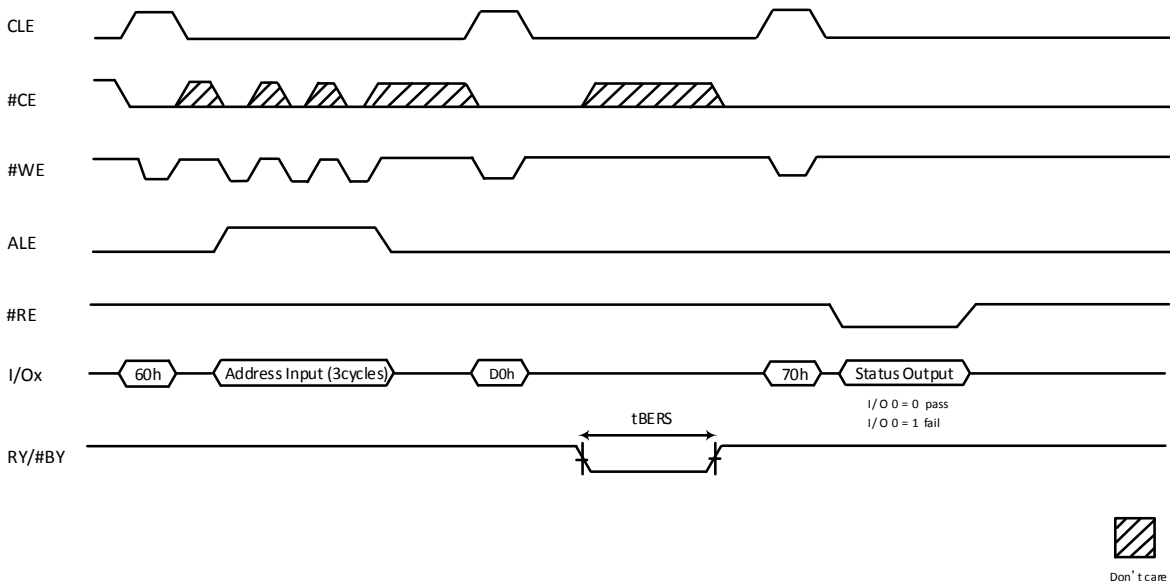 CLE
#CE
#WE
ALE
#RE
I/Ox 60h Address Input (3cycles) D0h 70h Status Output
I/O 0 = 0 pass
I/O 0 = 1 fail
tBERS
RY/#BY
Don't care